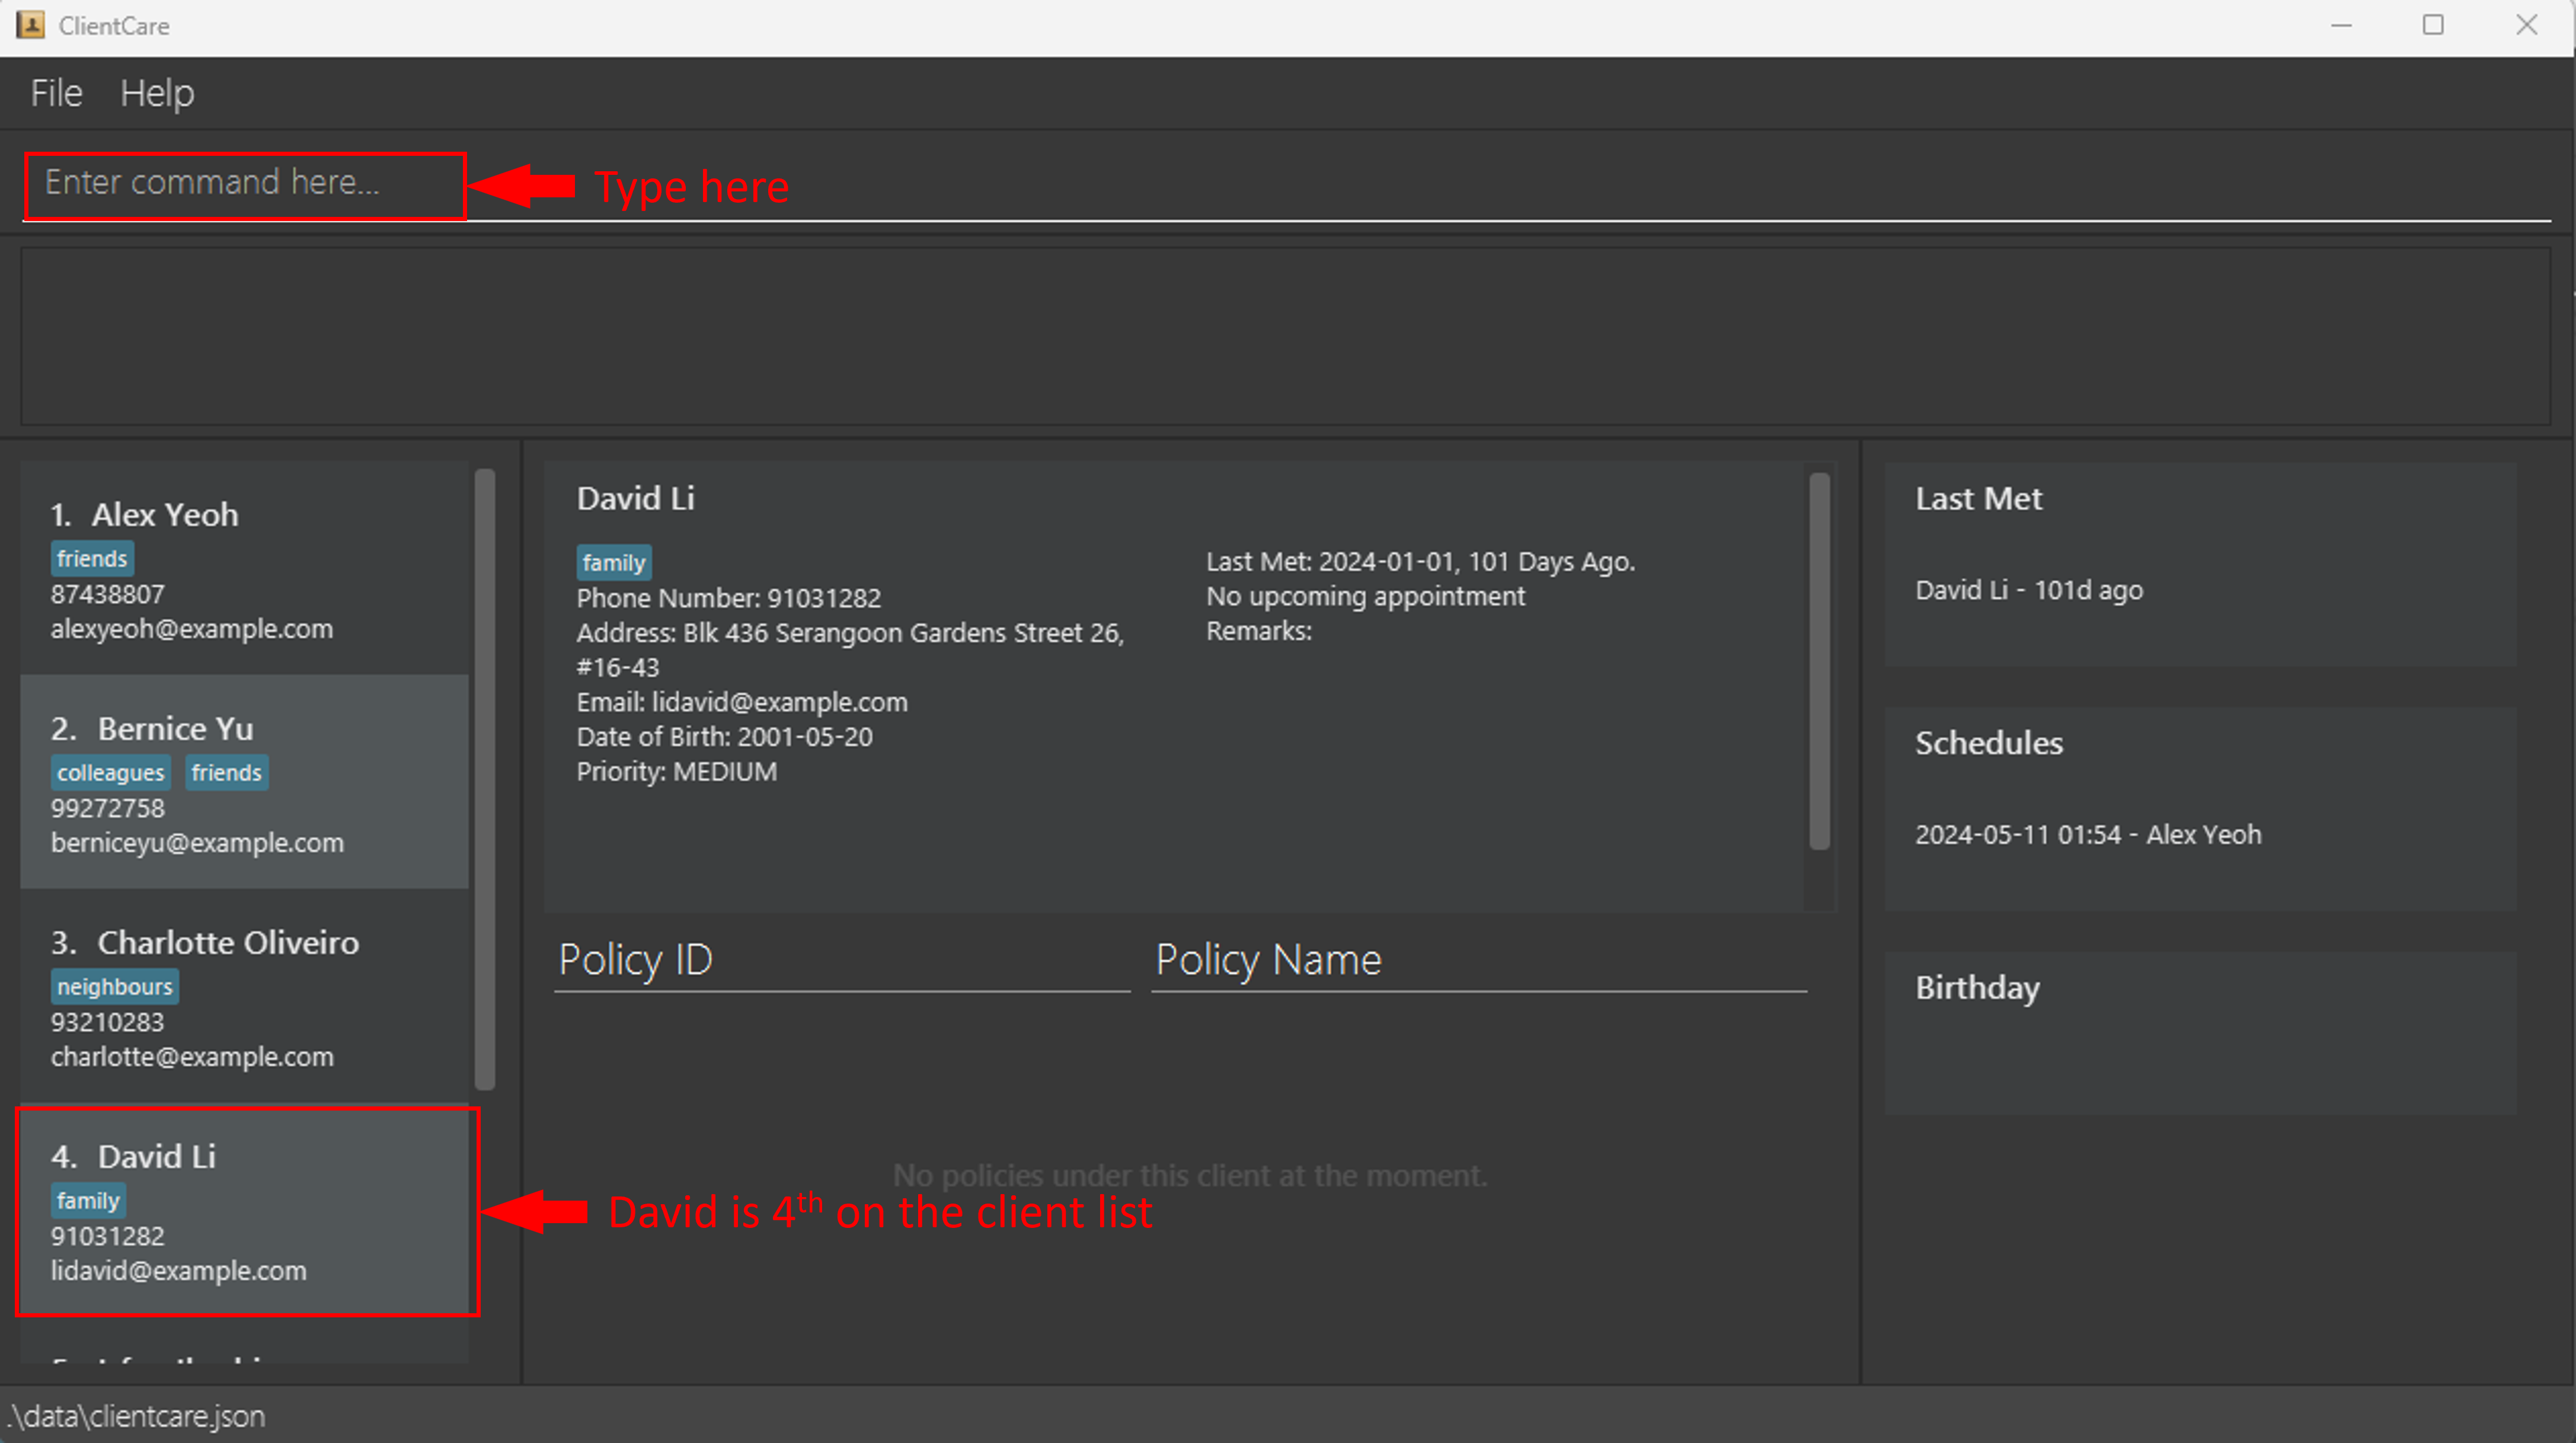 ClientCare
File Help
Enter command here...
Type here
1. Alex Yeoh
friends
87438807
alexyeoh@example.com
2. Bernice Yu
colleagues friends
99272758
berniceyu@example.com
3. Charlotte Oliveiro
neighbours
93210283
charlotte@example.com
4. David Li
family
91031282
lidavid@example.com
David Li
family
Phone Number: 91031282
Address: Blk 436 Serangoon Gardens Street 26,
#16-43
Email: lidavid@example.com
Date of Birth: 2001-05-20
Priority: MEDIUM
Last Met: 2024-01-01, 101 Days Ago.
No upcoming appointment
Remarks:
Policy ID Policy Name
No policies under this client at the moment.
David is 4th on the client list
Last Met
David Li - 101d ago
Schedules
2024-05-11 01:54 - Alex Yeoh
Birthday
.\data\clientcare.json